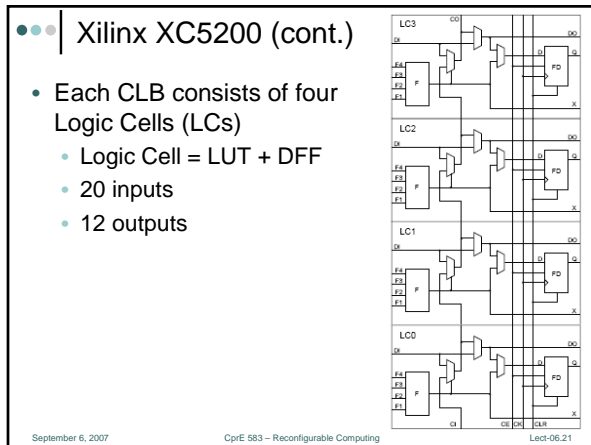 Xilinx XC5200 (cont.)
• Each CLB consists of four
Logic Cells (LCs)
• Logic Cell = LUT + DFF
• 20 inputs
• 12 outputs
LC3
CO
DI
DO
D
Q
FD
F4
F3
F2
F1
F
X
LC2
DI
DO
D
Q
FD
F4
F3
F2
F1
F
X
LC1
DI
DO
D
Q
FD
F4
F3
F2
F1
F
X
LC0
DI
DO
D
Q
FD
F4
F3
F2
F1
F
X
CI
CE
CK
CLR
September 6, 2007
CprE 583 – Reconfigurable Computing
Lect-06.21